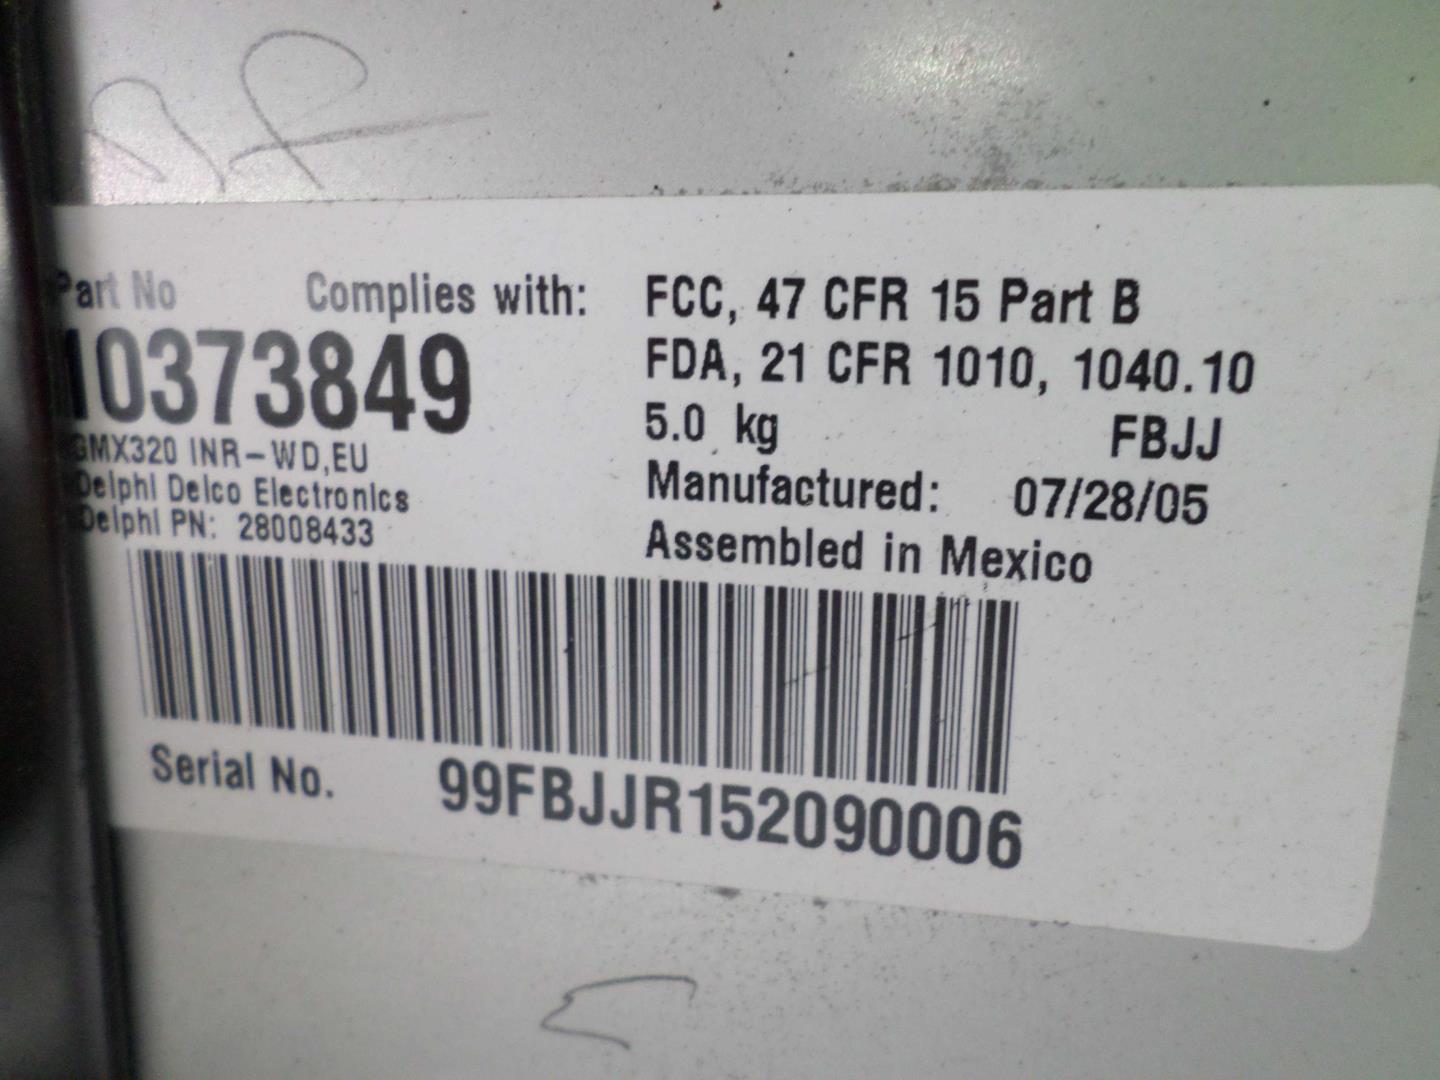 Part No Complies with: FCC, 47 CFR 15 Part B
10373849 FDA, 21 CFR 1010, 1040.10
GMX320 INR-WD,EU 5.0 kg FBJJ
Delphi Delco Electronics Manufactured: 07/28/05
Delphi PN: 28008433 Assembled in Mexico
Serial No. 99FBJJR152090006